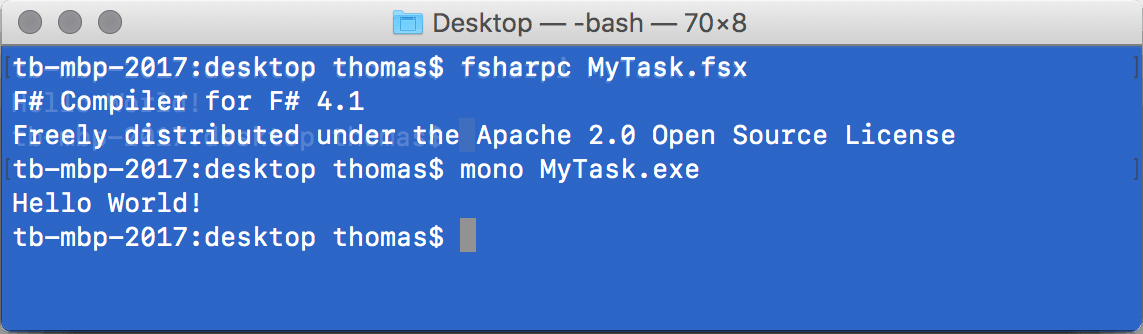 Desktop — -bash — 70×8
tb-mbp-2017:desktop thomas$ fsharpc MyTask.fsx
F# Compiler for F# 4.1
Freely distributed under the Apache 2.0 Open Source License
tb-mbp-2017:desktop thomas$ mono MyTask.exe
Hello World!
tb-mbp-2017:desktop thomas$